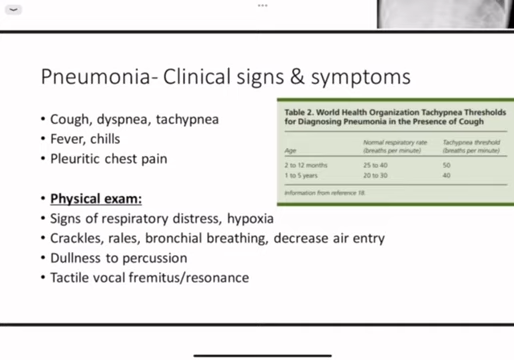 Pneumonia- Clinical signs & symptoms
• Cough, dyspnea, tachypnea
• Fever, chills
• Pleuritic chest pain
• Physical exam:
• Signs of respiratory distress, hypoxia
• Crackles, rales, bronchial breathing, decrease air entry
• Dullness to percussion
• Tactile vocal fremitus/resonance
Table 2. World Health Organization Tachypnea Thresholds
for Diagnosing Pneumonia in the Presence of Cough
Normal respiratory rate Tachypnea threshold
Age (breaths per minute) (breaths per minute)
2 to 12 months 25 to 40 50
1 to 5 years 20 to 30 40
Information from reference 18.